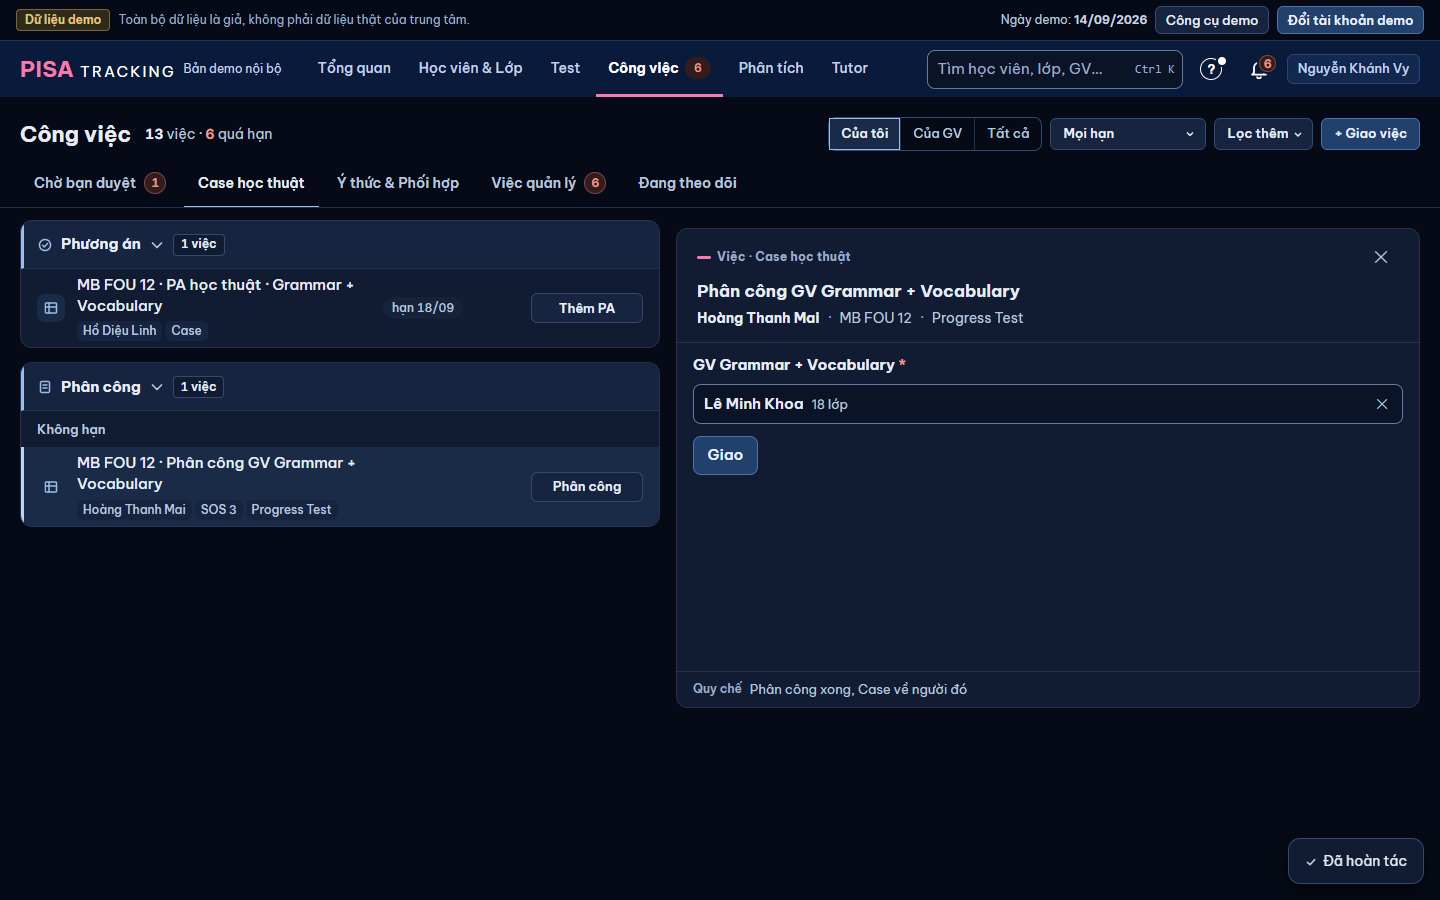 Dữ liệu demo Toàn bộ dữ liệu là giả, không phải dữ liệu thật của trung tâm.
Ngày demo: 14/09/2026 Công cụ demo Đổi tài khoản demo
PISA TRACKING Bản demo nội bộ Tổng quan Học viên & Lớp Test Công việc 6 Phân tích Tutor
Tìm học viên, lớp, GV... Ctrl K ? 6 Nguyễn Khánh Vy
Công việc 13 việc · 6 quá hạn
Của tôi Của GV Tất cả Mọi hạn Lọc thêm + Giao việc
Chờ bạn duyệt 1 Case học thuật Ý thức & Phối hợp Việc quản lý 6 Đang theo dõi
Phương án 1 việc
MB FOU 12 · PA học thuật · Grammar +
Vocabulary
hạn 18/09 Thêm PA
Hồ Diệu Linh Case
Phân công 1 việc
Không hạn
MB FOU 12 · Phân công GV Grammar +
Vocabulary
Phân công
Hoàng Thanh Mai SOS 3 Progress Test
Việc · Case học thuật
Phân công GV Grammar + Vocabulary
Hoàng Thanh Mai · MB FOU 12 · Progress Test
GV Grammar + Vocabulary *
Lê Minh Khoa 18 lớp
Giao
Quy chế Phân công xong, Case về người đó
Đã hoàn tác